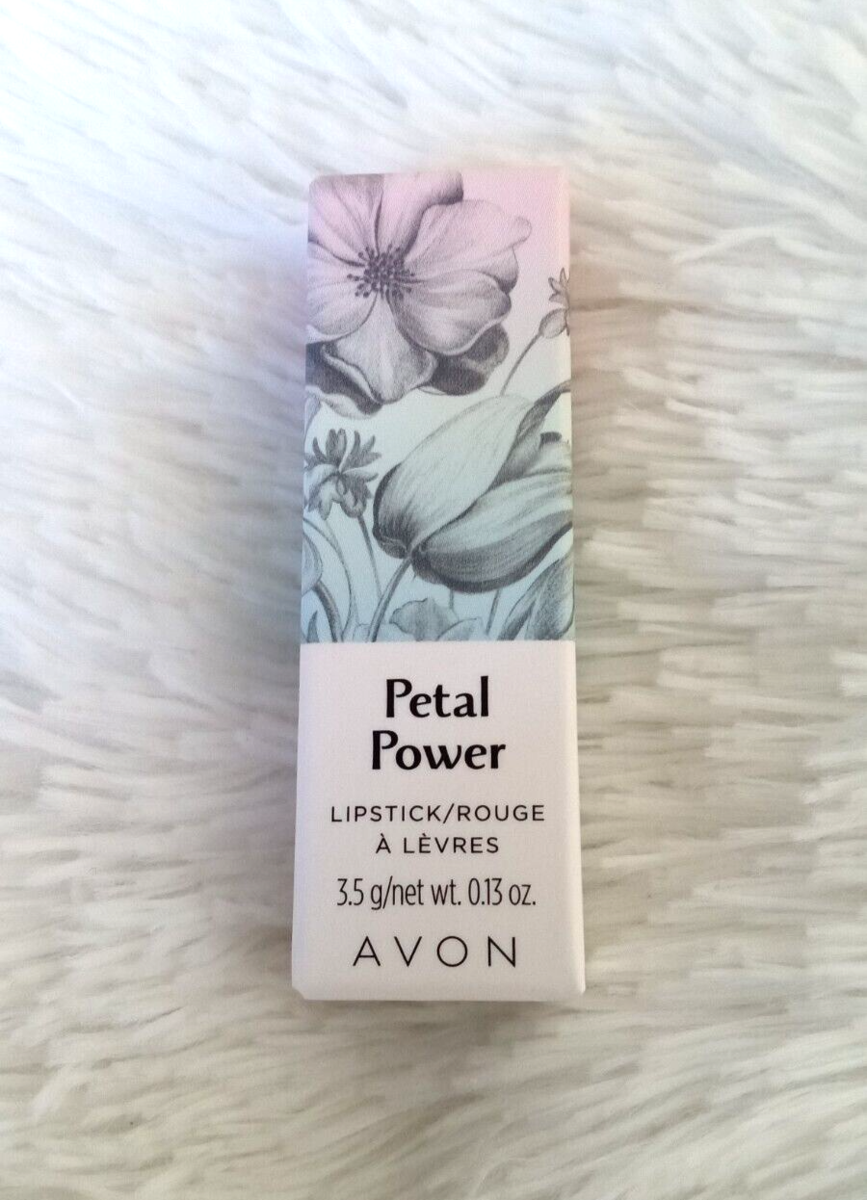 Petal
Power
LIPSTICK/ROUGE
À LÈVRES
3.5 g/net wt. 0.13 oz.
AVON